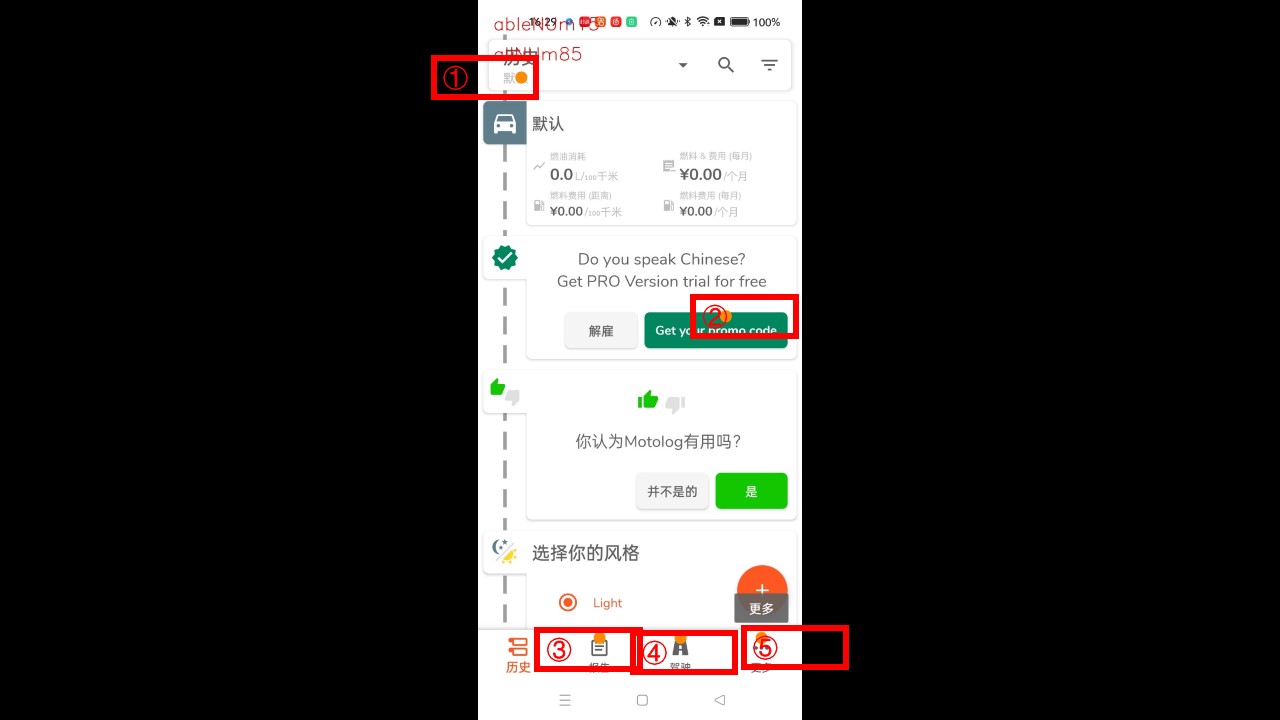 16:29 100%
ableNum15
历史
①
默认
燃油消耗 燃料 & 费用 (每月)
0.0 L/100千米 ¥0.00 /个月
燃料费用 (距离) 燃料费用 (每月)
¥0.00 /100千米 ¥0.00 /个月
Do you speak Chinese?
Get PRO Version trial for free
②
解雇 Get your promo code
你认为Motolog有用吗?
并不是的 是
选择你的风格
Light
更多
③ ④ ⑤
历史 报告 驾驶 更多